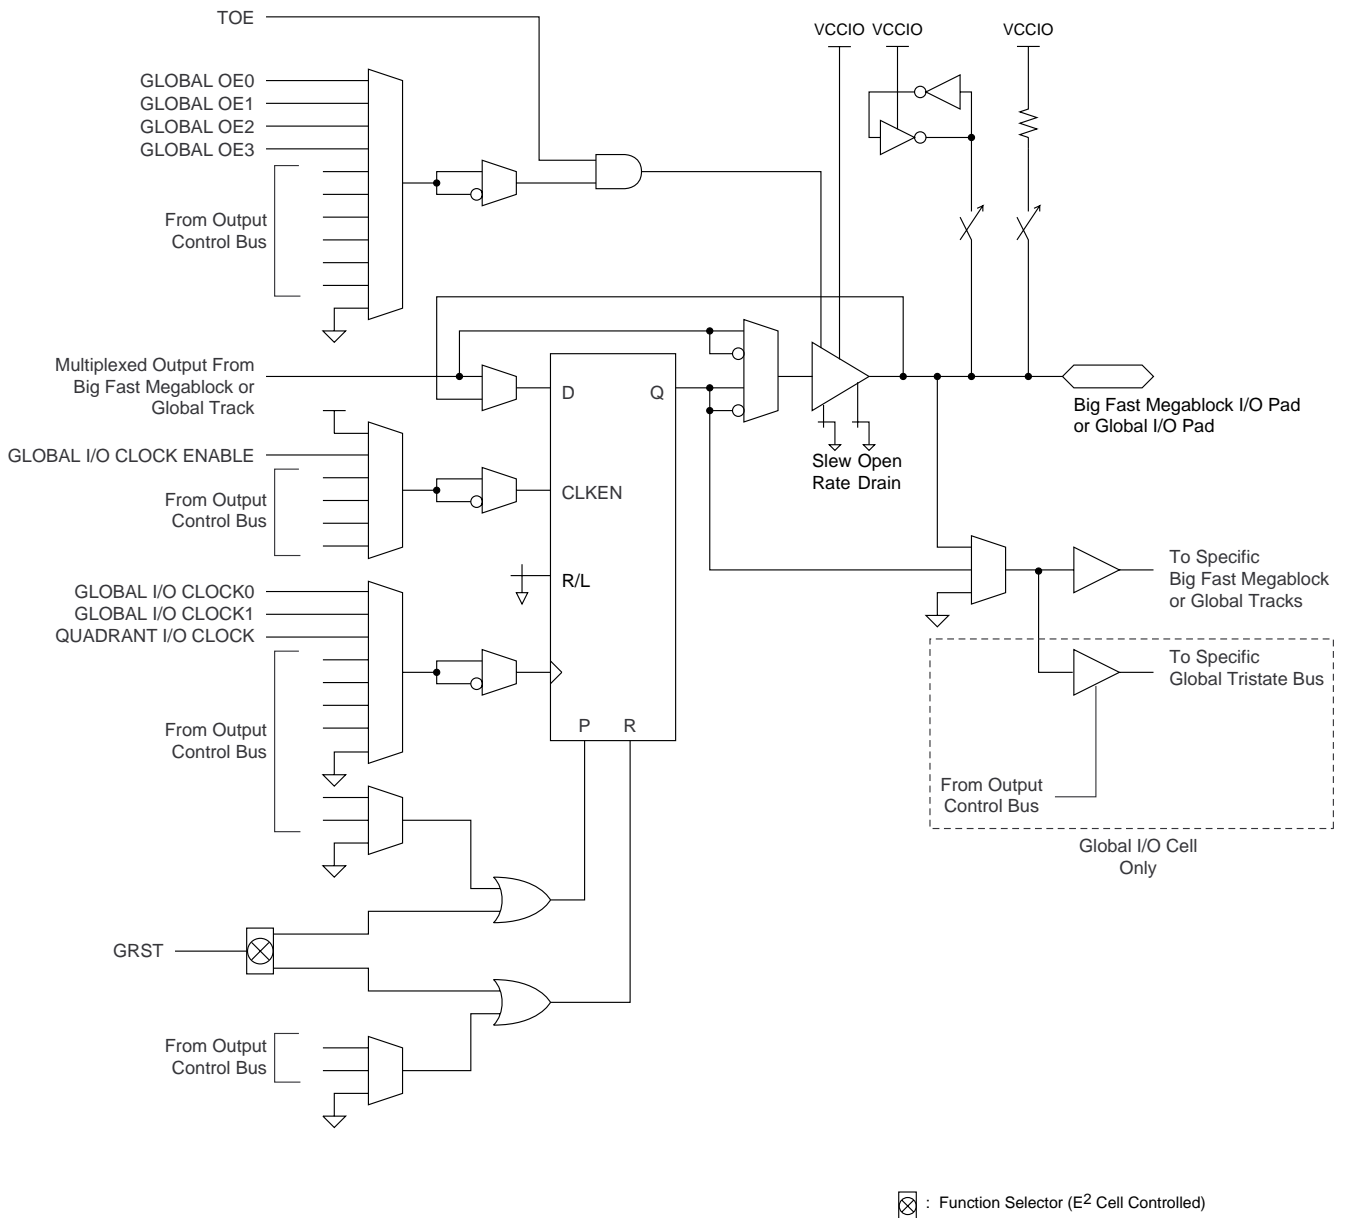 TOE
VCCIO VCCIO VCCIO
GLOBAL OE0
GLOBAL OE1
GLOBAL OE2
GLOBAL OE3
From Output
Control Bus
Multiplexed Output From
Big Fast Megablock or
Global Track
D Q
Big Fast Megablock I/O Pad
or Global I/O Pad
GLOBAL I/O CLOCK ENABLE
Slew Open
Rate Drain
From Output
Control Bus
CLKEN
R/L
To Specific
Big Fast Megablock
or Global Tracks
GLOBAL I/O CLOCK0
GLOBAL I/O CLOCK1
QUADRANT I/O CLOCK
To Specific
Global Tristate Bus
From Output
Control Bus
P R
From Output
Control Bus
Global I/O Cell
Only
GRST
From Output
Control Bus
: Function Selector (E2 Cell Controlled)